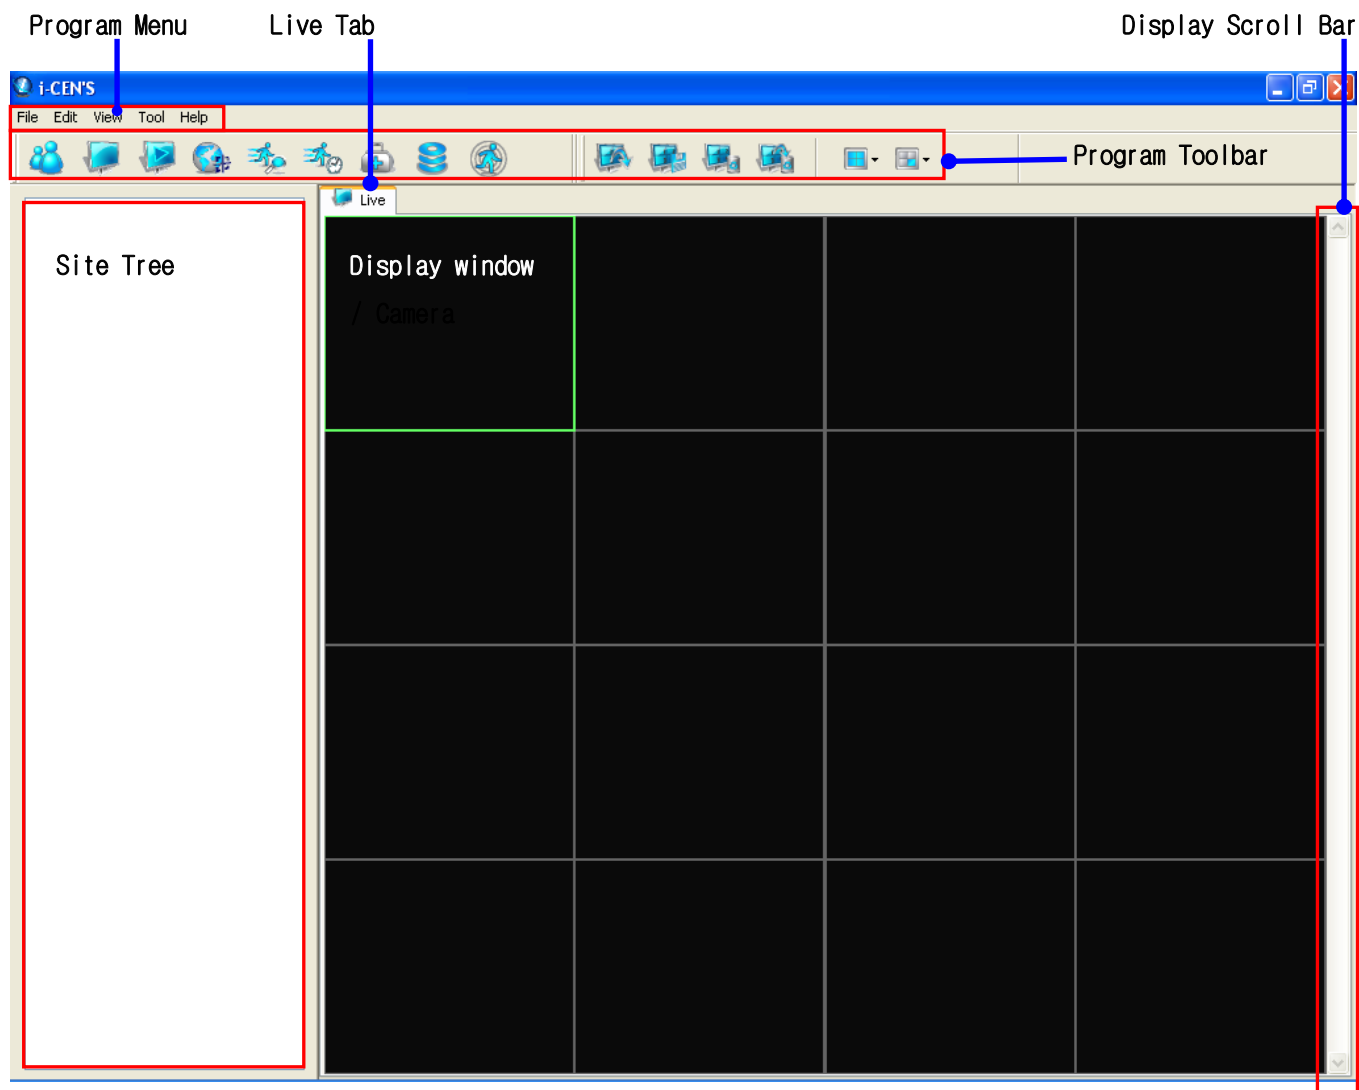 Program Menu
Live Tab
Display Scroll Bar
i-CEN'S
File Edit View Tool Help
Program Toolbar
Live
Site Tree
Display window
/ Camera